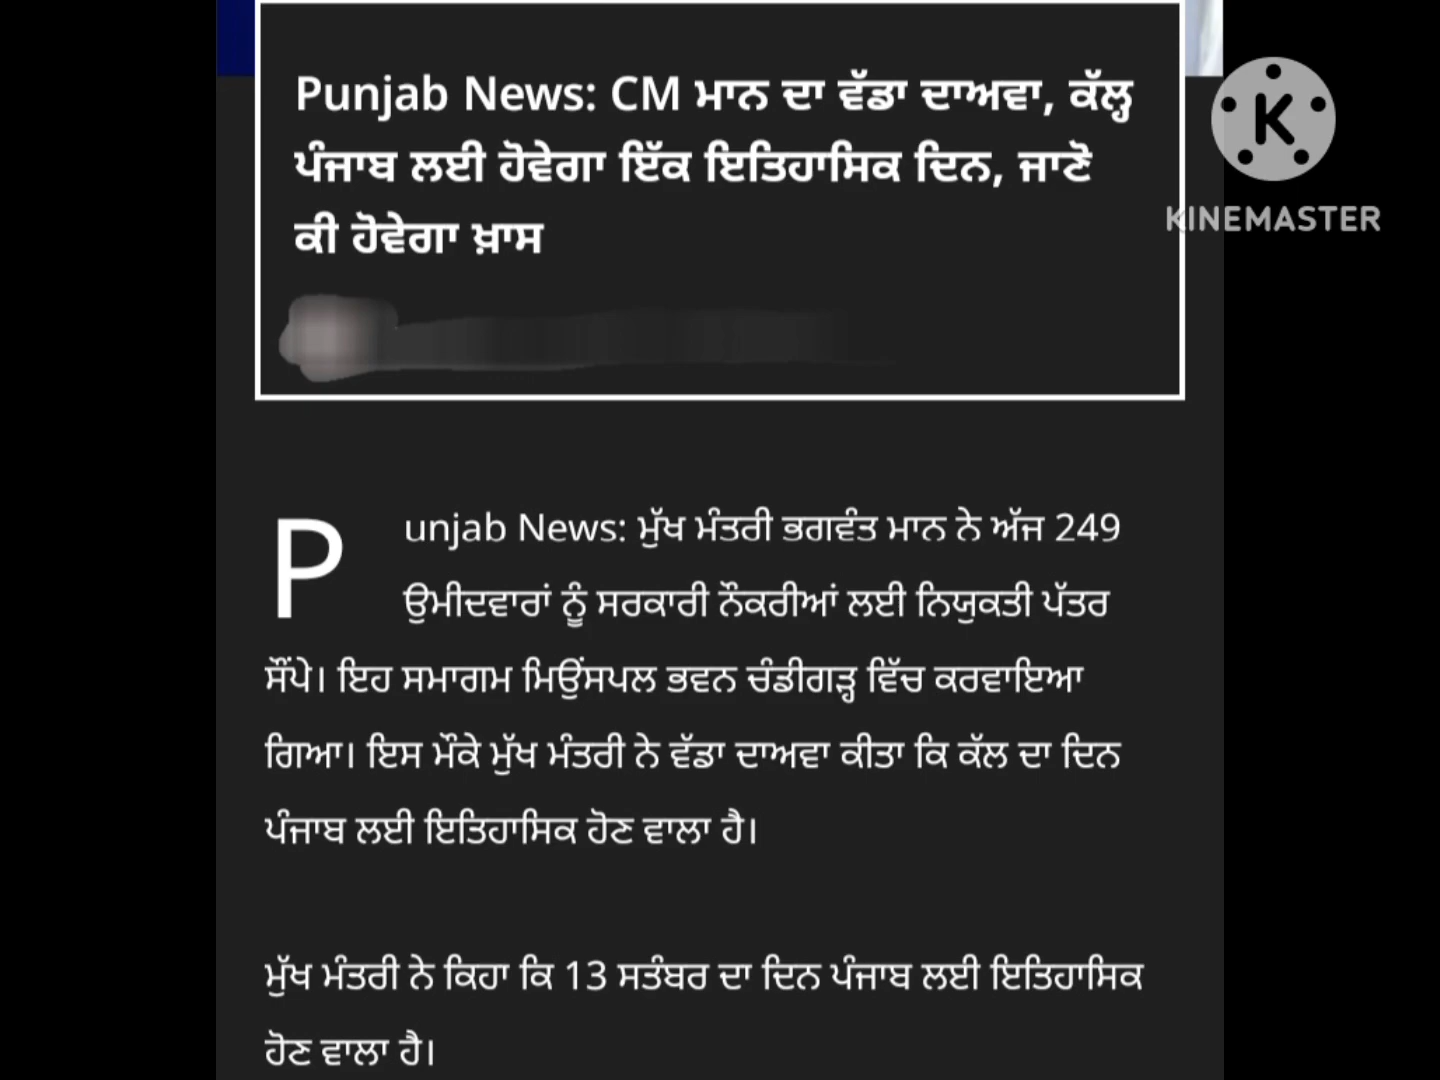 Punjab News: CM ਮਾਨ ਦਾ ਵੱਡਾ ਦਾਅਵਾ, ਕੱਲ੍ਹ
ਪੰਜਾਬ ਲਈ ਹੋਵੇਗਾ ਇੱਕ ਇਤਿਹਾਸਿਕ ਦਿਨ, ਜਾਣੋ
ਕੀ ਹੋਵੇਗਾ ਖ਼ਾਸ
KINEMASTER
Punjab News: ਮੁੱਖ ਮੰਤਰੀ ਭਗਵੰਤ ਮਾਨ ਨੇ ਅੱਜ 249
ਉਮੀਦਵਾਰਾਂ ਨੂੰ ਸਰਕਾਰੀ ਨੌਕਰੀਆਂ ਲਈ ਨਿਯੁਕਤੀ ਪੱਤਰ
ਸੌਂਪੇ। ਇਹ ਸਮਾਗਮ ਮਿਉਂਸਪਲ ਭਵਨ ਚੰਡੀਗੜ੍ਹ ਵਿੱਚ ਕਰਵਾਇਆ
ਗਿਆ। ਇਸ ਮੌਕੇ ਮੁੱਖ ਮੰਤਰੀ ਨੇ ਵੱਡਾ ਦਾਅਵਾ ਕੀਤਾ ਕਿ ਕੱਲ ਦਾ ਦਿਨ
ਪੰਜਾਬ ਲਈ ਇਤਿਹਾਸਿਕ ਹੋਣ ਵਾਲਾ ਹੈ।
ਮੁੱਖ ਮੰਤਰੀ ਨੇ ਕਿਹਾ ਕਿ 13 ਸਤੰਬਰ ਦਾ ਦਿਨ ਪੰਜਾਬ ਲਈ ਇਤਿਹਾਸਿਕ
ਹੋਣ ਵਾਲਾ ਹੈ।